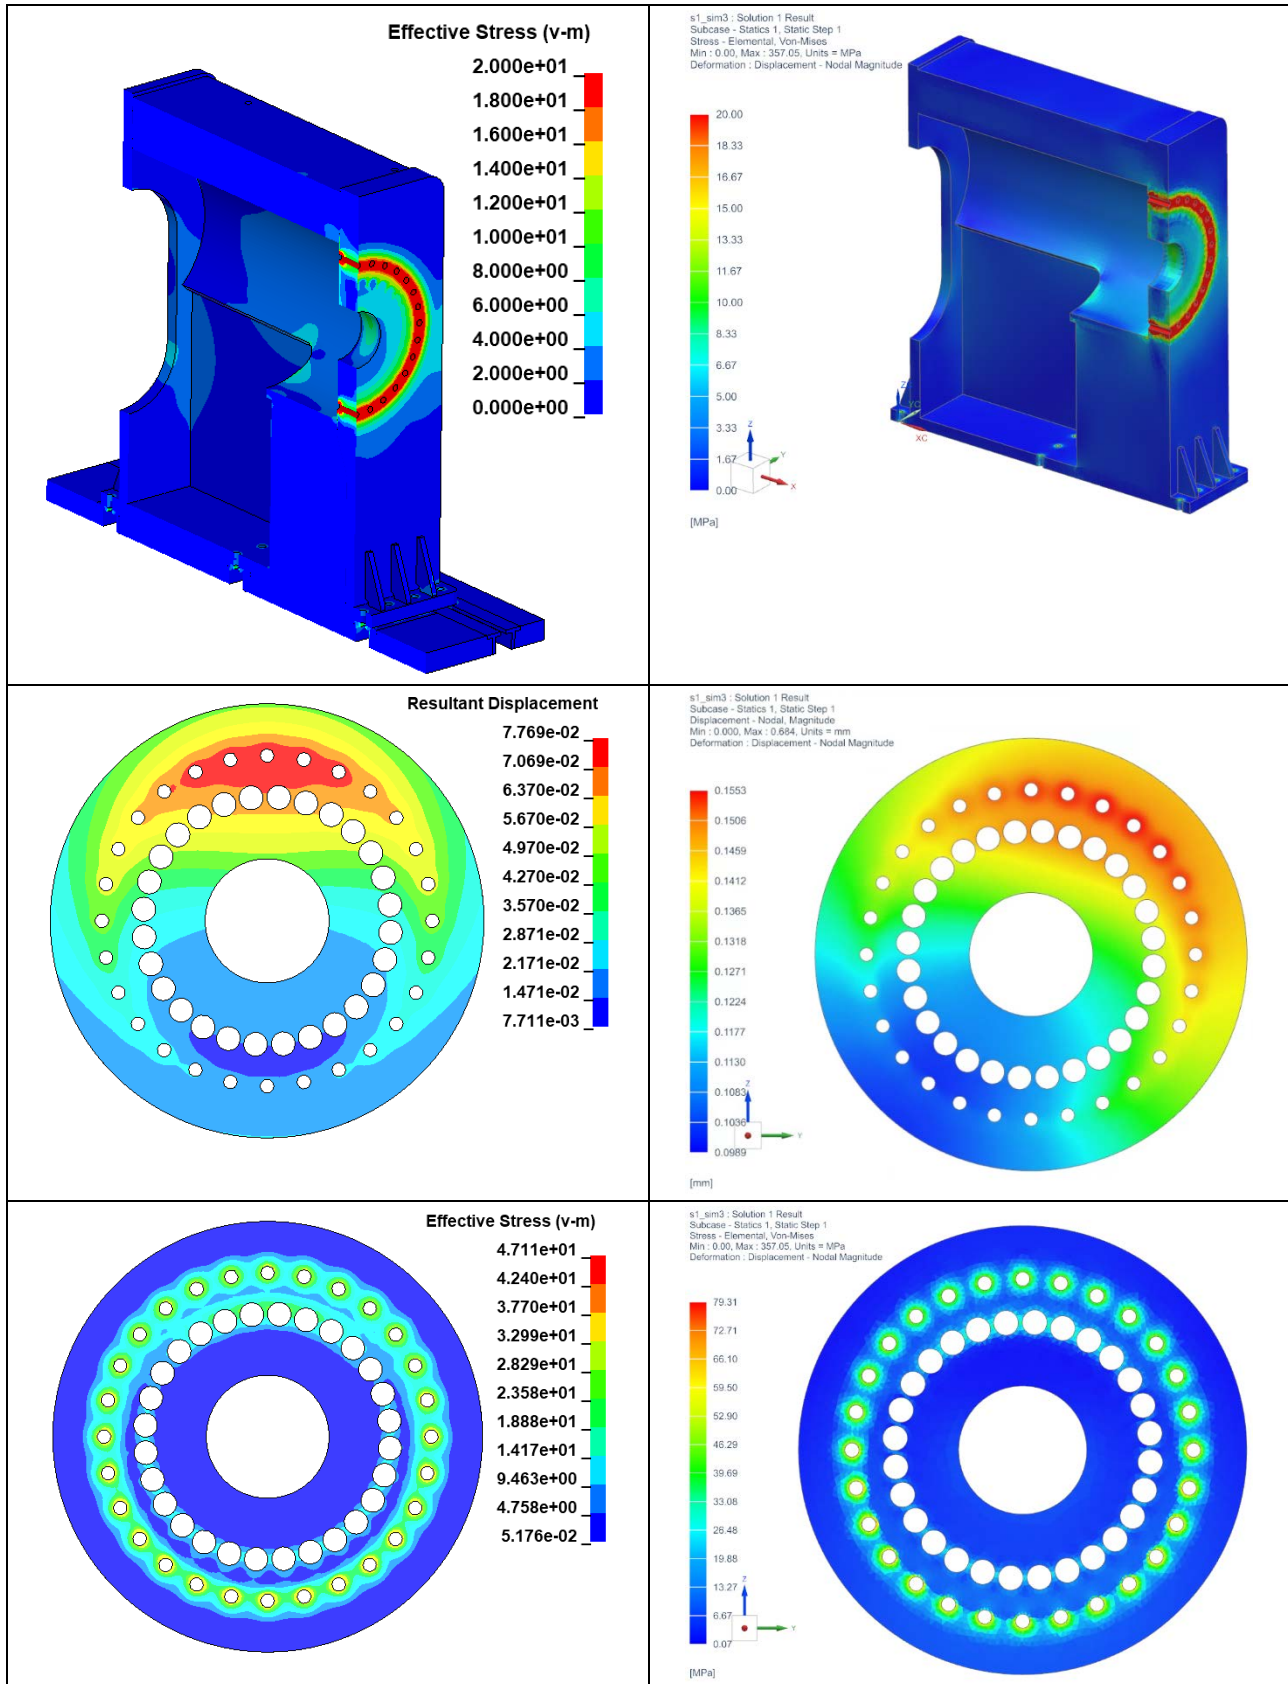 Effective Stress (v-m)
2.000e+01
1.800e+01
1.600e+01
1.400e+01
1.200e+01
1.000e+01
8.000e+00
6.000e+00
4.000e+00
2.000e+00
0.000e+00
s1_sim3 : Solution 1 Result
Subcase - Statics 1, Static Step 1
Stress - Elemental, Von-Mises
Min : 0.00, Max : 357.05, Units = MPa
Deformation : Displacement - Nodal Magnitude
20.00
18.33
16.67
15.00
13.33
11.67
10.00
8.33
6.67
5.00
3.33
1.67
0.00
[MPa]
Z
Y
X
Z
YC
XC
Resultant Displacement
7.769e-02
7.069e-02
6.370e-02
5.670e-02
4.970e-02
4.270e-02
3.570e-02
2.871e-02
2.171e-02
1.471e-02
7.711e-03
s1_sim3 : Solution 1 Result
Subcase - Statics 1, Static Step 1
Displacement - Nodal, Magnitude
Min : 0.000, Max : 0.684, Units = mm
Deformation : Displacement - Nodal Magnitude
0.1553
0.1506
0.1459
0.1412
0.1365
0.1318
0.1271
0.1224
0.1177
0.1130
0.1083
0.1036
0.0989
[mm]
Z
Y
Effective Stress (v-m)
4.711e+01
4.240e+01
3.770e+01
3.299e+01
2.829e+01
2.358e+01
1.888e+01
1.417e+01
9.463e+00
4.758e+00
5.176e-02
s1_sim3 : Solution 1 Result
Subcase - Statics 1, Static Step 1
Stress - Elemental, Von-Mises
Min : 0.00, Max : 357.05, Units = MPa
Deformation : Displacement - Nodal Magnitude
79.31
72.71
66.10
59.50
52.90
46.29
39.69
33.08
26.48
19.88
13.27
6.67
0.07
[MPa]
Z
Y